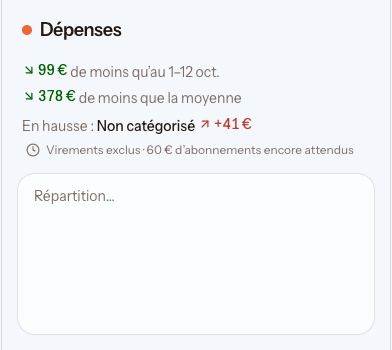 Dépenses
↘ 99 € de moins qu'au 1–12 oct.
↘ 378 € de moins que la moyenne
En hausse : Non catégorisé ↗ +41 €
Virements exclus · 60 € d'abonnements encore attendus
Répartition...